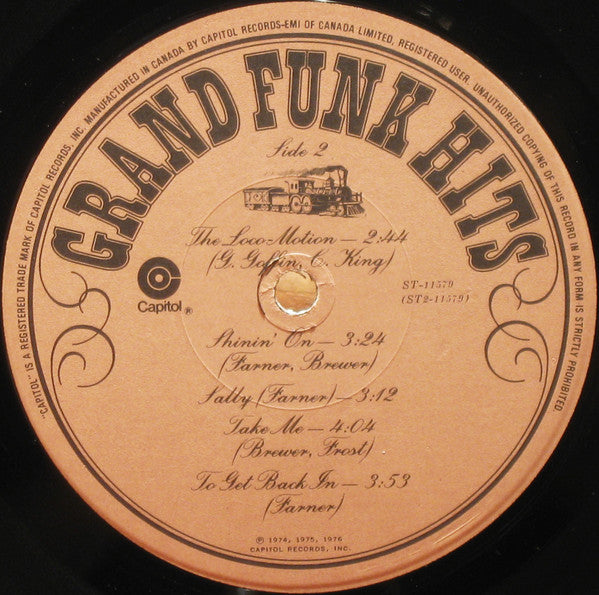 "CAPITOL" IS A REGISTERED TRADE MARK OF CAPITOL RECORDS, INC. MANUFACTURED IN CANADA BY CAPITOL RECORDS-EMI OF CANADA LIMITED, REGISTERED USER. UNAUTHORIZED COPYING OF THIS RECORD IN ANY FORM IS STRICTLY PROHIBITED
GRAND FUNK HITS
Side 2
The Loco-Motion — 2:44
(G. Goffin, C. King)
Capitol®
ST-11579
(ST2-11579)
Shinin' On — 3:24
(Farner, Brewer)
Sally (Farner) — 3:12
Take Me — 4:04
(Brewer, Frost)
To Get Back In — 3:53
(Farner)
℗ 1974, 1975, 1976
CAPITOL RECORDS, INC.